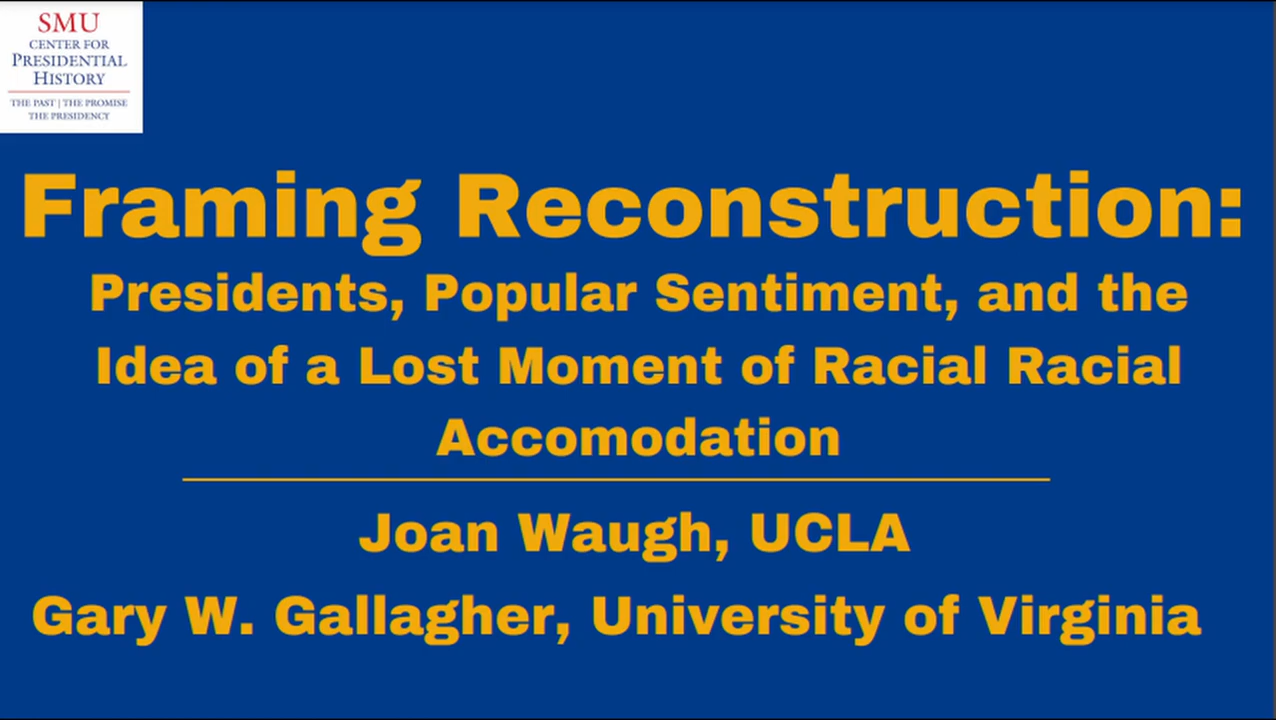 SMU
CENTER FOR
PRESIDENTIAL
HISTORY
THE PAST | THE PROMISE
THE PRESIDENCY
Framing Reconstruction:
Presidents, Popular Sentiment, and the
Idea of a Lost Moment of Racial Racial
Accomodation
Joan Waugh, UCLA
Gary W. Gallagher, University of Virginia